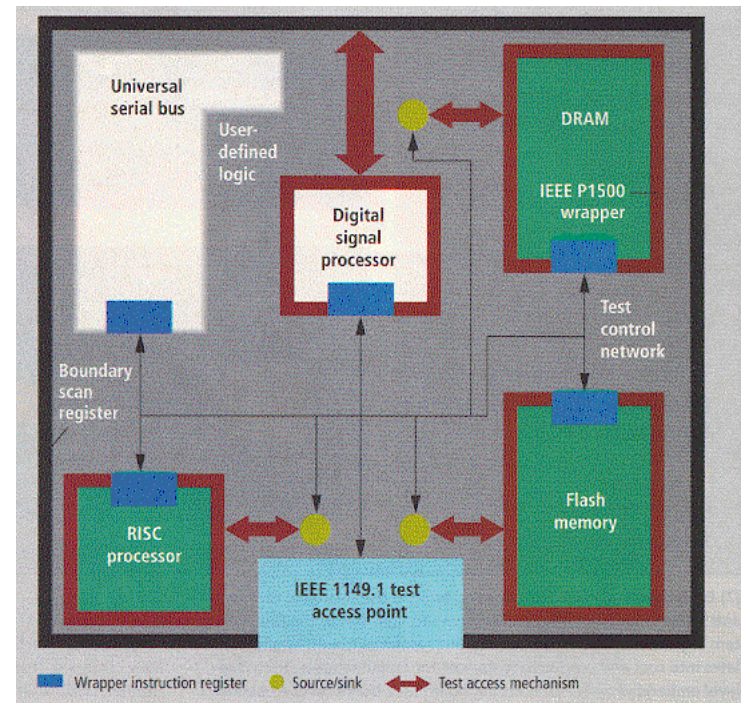 Universal
serial bus
User-
defined
logic
DRAM
IEEE P1500
wrapper
Digital
signal
processor
Test
control
network
Boundary
scan
register
RISC
processor
Flash
memory
IEEE 1149.1 test
access point
Wrapper instruction register
Source/sink
Test access mechanism